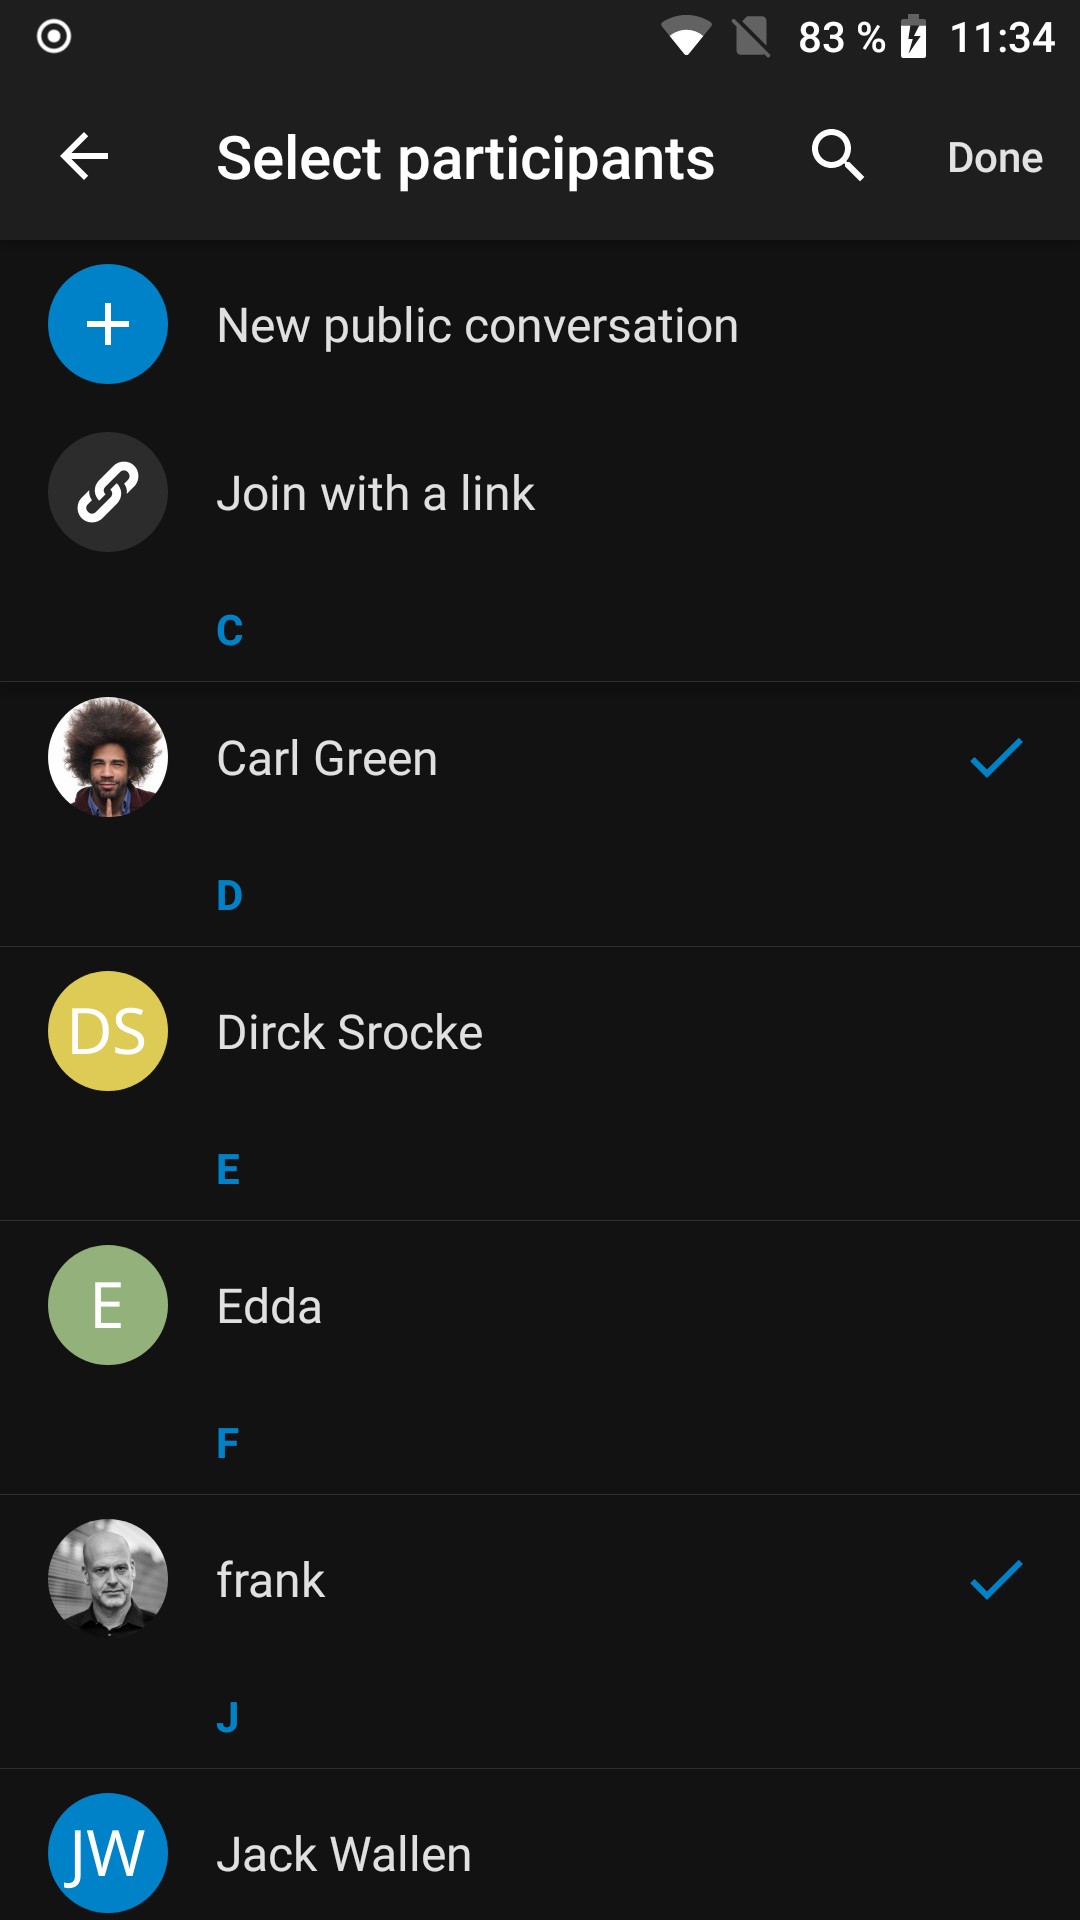 83 % 11:34
Select participants Done
New public conversation
Join with a link
C
Carl Green
D
DS Dirck Srocke
E
E Edda
F
frank
J
JW Jack Wallen